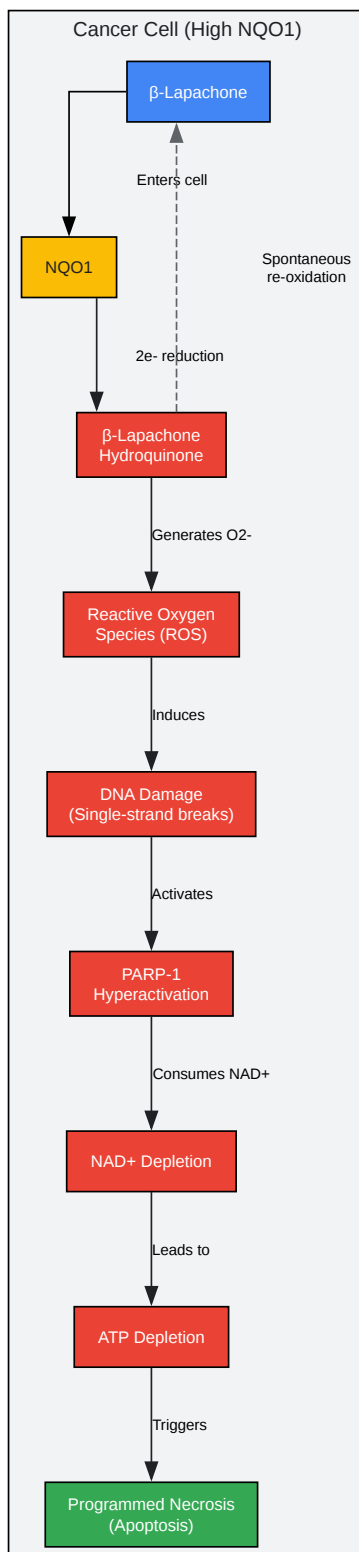 Cancer Cell (High NQO1)
β-Lapachone
Enters cell
NQO1
Spontaneous
re-oxidation
2e- reduction
β-Lapachone
Hydroquinone
Generates O2-
Reactive Oxygen
Species (ROS)
Induces
DNA Damage
(Single-strand breaks)
Activates
PARP-1
Hyperactivation
Consumes NAD+
NAD+ Depletion
Leads to
ATP Depletion
Triggers
Programmed Necrosis
(Apoptosis)